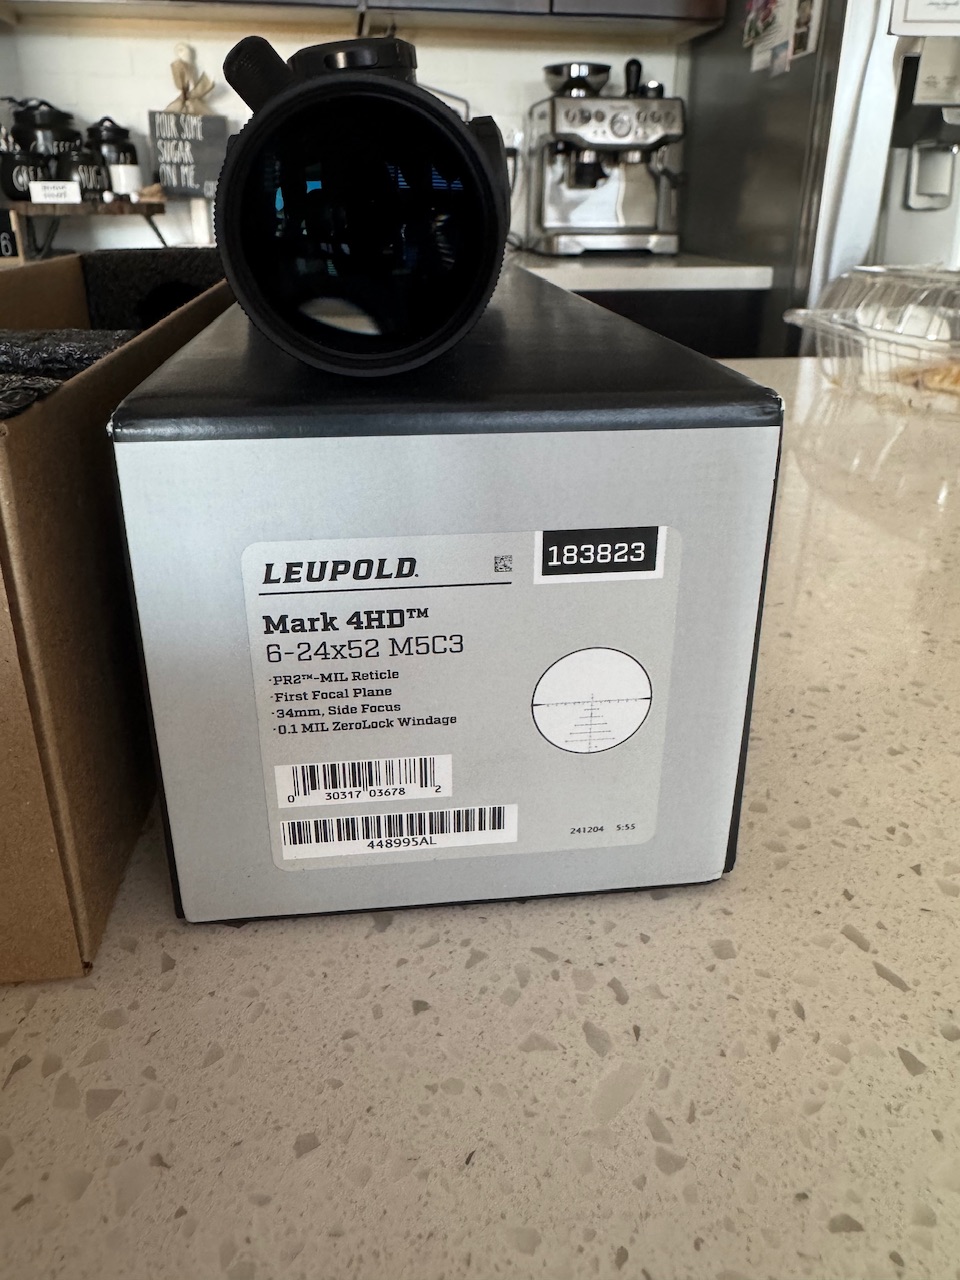 POUR SOME
SUGAR
ON ME.
LEUPOLD.
183823
Mark 4HD™
6-24x52 M5C3
·PR2™-MIL Reticle
·First Focal Plane
·34mm, Side Focus
·0.1 MIL ZeroLock Windage
0 30317 03678 2
448995AL
241204 5:55